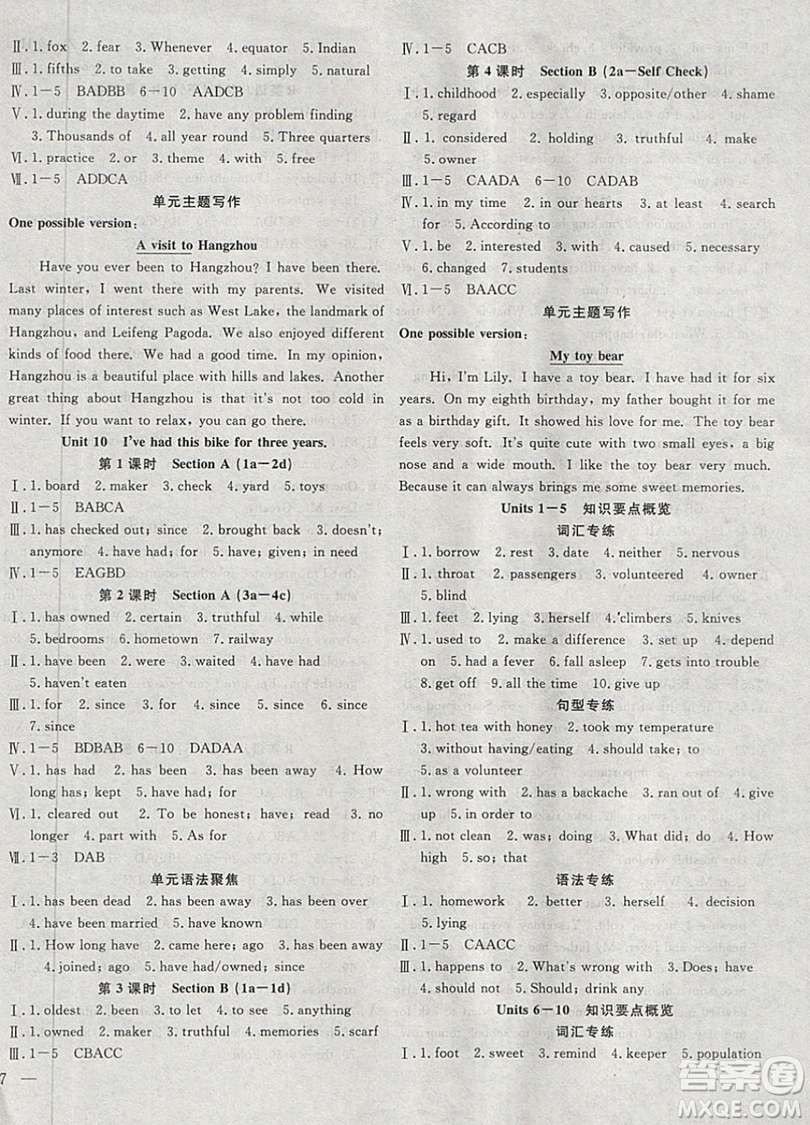 Ⅱ. 1. fox 2. fear 3. Whenever 4. equator 5. Indian
Ⅲ. 1. fifths 2. to take 3. getting 4. simply 5. natural
Ⅳ. 1—5 BADBB 6—10 AADCB
Ⅴ. 1. during the daytime 2. have any problem finding
3. Thousands of 4. all year round 5. Three quarters
Ⅵ. 1. practice 2. or 3. theme 4. with 5. free
Ⅶ. 1—5 ADDCA
单元主题写作
One possible version:
A visit to Hangzhou
Have you ever been to Hangzhou? I have been there.
Last winter, I went there with my parents. We visited
many places of interest such as West Lake, the landmark of
Hangzhou, and Leifeng Pagoda. We also enjoyed different
kinds of food there. We had a good time. In my opinion,
Hangzhou is a beautiful place with hills and lakes. Another
great thing about Hangzhou is that it is not too cold in
winter. If you want to relax, you can go there.
Unit 10 I've had this bike for three years.
第 1 课时 Section A (1a—2d)
Ⅰ. 1. board 2. maker 3. check 4. yard 5. toys
Ⅱ. 1—5 BABCA
Ⅲ. 1. has checked out; since 2. brought back 3. doesn't;
anymore 4. have had; for 5. have; given; in need
Ⅳ. 1—5 EAGBD
第 2 课时 Section A (3a—4c)
Ⅰ. 1. has owned 2. certain 3. truthful 4. while
5. bedrooms 6. hometown 7. railway
Ⅱ. 1. have been 2. were 3. waited 4. have had
5. haven't eaten
Ⅲ. 1. for 2. since 3. for 4. since 5. for 6. since
7. since
Ⅳ. 1—5 BDBAB 6—10 DADAA
Ⅴ. 1. has had 2. has been 3. has been away 4. How
long has; kept 5. have had; for
Ⅵ. 1. cleared out 2. To be honest; have; read 3. no
longer 4. part with 5. As for
Ⅶ. 1—3 DAB
单元语法聚焦
Ⅰ. 1. has been dead 2. has been 3. has been over
4. have been married 5. have known
Ⅱ. 1. How long have 2. came here; ago 3. has been away
4. joined; ago 5. have had; for
第 3 课时 Section B (1a—1d)
Ⅰ. 1. oldest 2. been 3. been 4. to see 5. anything
Ⅱ. 1. owned 2. maker 3. truthful 4. memories 5. scarf
Ⅲ. 1—5 CBACC
7 —
Ⅳ. 1—5 CACB
第 4 课时 Section B (2a—Self Check)
Ⅰ. 1. childhood 2. especially 3. opposite/other 4. shame
5. regard
Ⅱ. 1. considered 2. holding 3. truthful 4. make
5. owner
Ⅲ. 1—5 CAADA 6—10 CADAB
Ⅳ. 1. in my time 2. in our hearts 3. at least 4. search
for 5. According to
Ⅴ. 1. be 2. interested 3. with 4. caused 5. necessary
6. changed 7. students
Ⅵ. 1—5 BAACC
单元主题写作
One possible version:
My toy bear
Hi, I'm Lily. I have a toy bear. I have had it for six
years. On my eighth birthday, my father bought the bear to
me as a birthday gift. It showed his love for me. The bear
feels very soft. It's quite cute with two small eyes, a big
nose and a wide mouth. I love my toy bear very much.
Because it can always brings me some sweet memories.
Units 1—5 知识要点概览
词汇专练
Ⅰ. 1. borrow 2. rest 3. date 4. neither 5. nervous
Ⅱ. 1. throat 2. passengers 3. volunteered 4. known
5. blind
Ⅲ. 1. feet 2. lying 3. herself 4. climbers 5. knives
Ⅳ. 1. used to 2. make a difference 3. set up 4. depend
on 5. had a fever 6. fall asleep 7. gets into trouble
8. get off 9. at the same time 10. give up
句型专练
Ⅰ. 1. hot tea with honey 2. took my temperature
3. without having/eating 4. should take; to
5. as a volunteer
Ⅱ. 1. wrong with 2. has a backache 3. ran out of 4. had
to 5. should; do
Ⅲ. 1. not clean 2. was; doing 3. What; do 4. How
much 5. so; that
语法专练
Ⅰ. 1. homework 2. better 3. herself 4. decision
5. lying
Ⅱ. 1—5 CAACC
Ⅲ. 1. happens to 2. What's wrong with 3. Does; have
4. What should; do 5. Should; drink any
Units 6—10 知识要点概览
词汇专练
Ⅰ. 1. foot 2. sweet 3. remind 4. keeper 5. population
答案圈
MXQE.COM